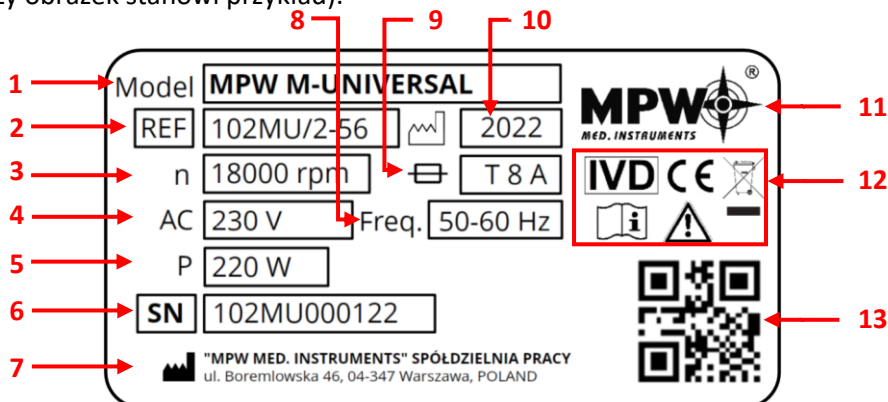 zy obrazek stanowi przykład).
8 9 10
1 Model MPW M-UNIVERSAL
MPW®
MED. INSTRUMENTS
11
2 REF 102MU/2-56 2022
3 n 18000 rpm T 8 A
IVD CE
12
4 AC 230 V Freq. 50-60 Hz
i
5 P 220 W
6 SN 102MU000122
13
7 "MPW MED. INSTRUMENTS" SPÓŁDZIELNIA PRACY
ul. Boremlowska 46, 04-347 Warszawa, POLAND